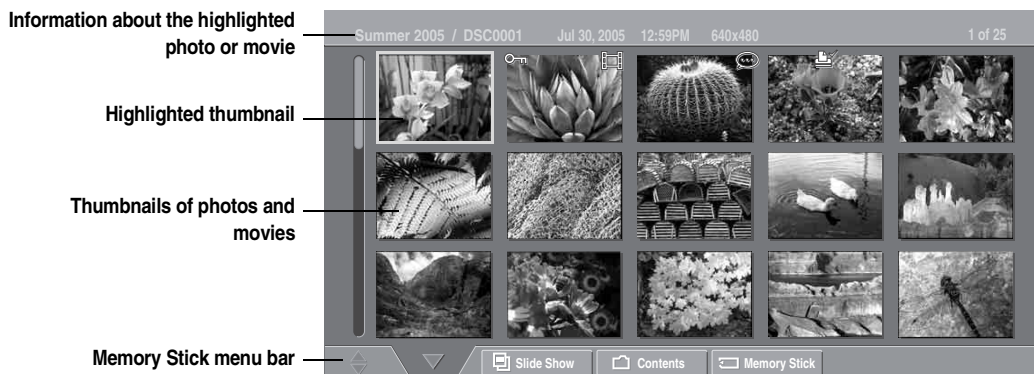 Information about the highlighted
photo or movie
Summer 2005 / DSC0001 Jul 30, 2005 12:59PM 640x480 1 of 25
Highlighted thumbnail
Thumbnails of photos and
movies
Memory Stick menu bar
Slide Show Contents Memory Stick